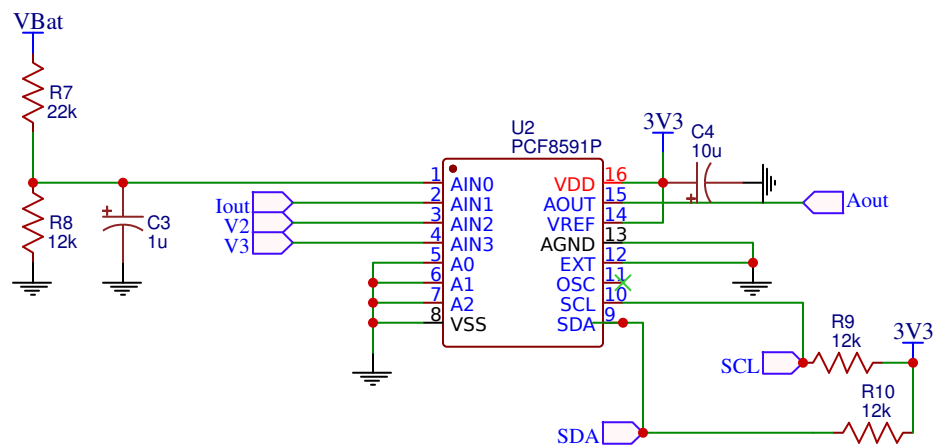 VBat
R7
22k
R8
12k
C3
1u
Iout
V2
V3
U2
PCF8591P
1
2
3
4
5
6
7
8
AIN0
AIN1
AIN2
AIN3
A0
A1
A2
VSS
VDD
AOUT
VREF
AGND
EXT
OSC
SCL
SDA
16
15
14
13
12
11
10
9
3V3
C4
10u
Aout
SCL
R9
12k
3V3
SDA
R10
12k